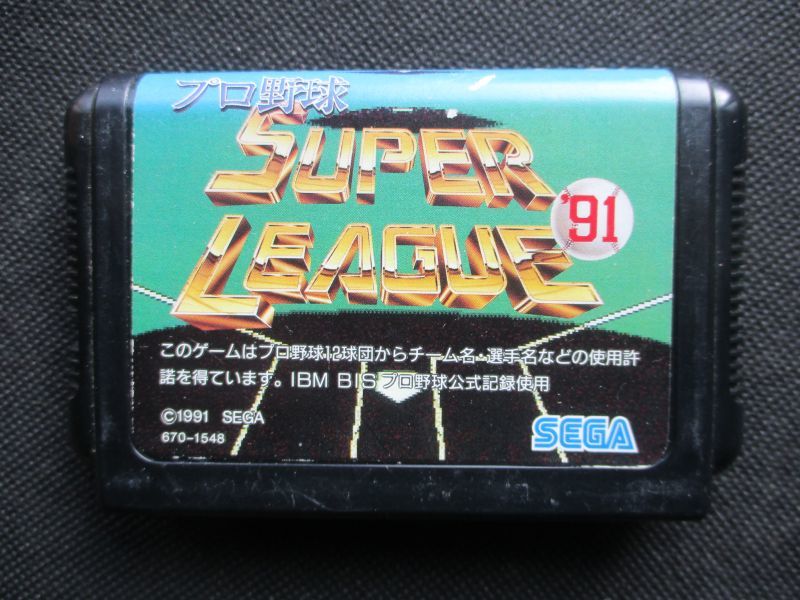 プロ野球
SUPER
LEAGUE
'91
このゲームはプロ野球12球団からチーム名・選手名などの使用許
諾を得ています。IBM BIS プロ野球公式記録使用
©1991 SEGA
670-1548
SEGA